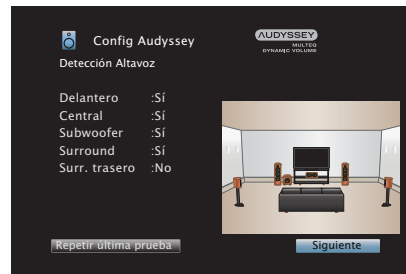 Config Audyssey
AUDYSSEY
MULTEQ
DYNAMIC VOLUME
Detección Altavoz
Delantero :Sí
Central :Sí
Subwoofer :Sí
Surround :Sí
Surr. trasero :No
Repetir última prueba
Siguiente